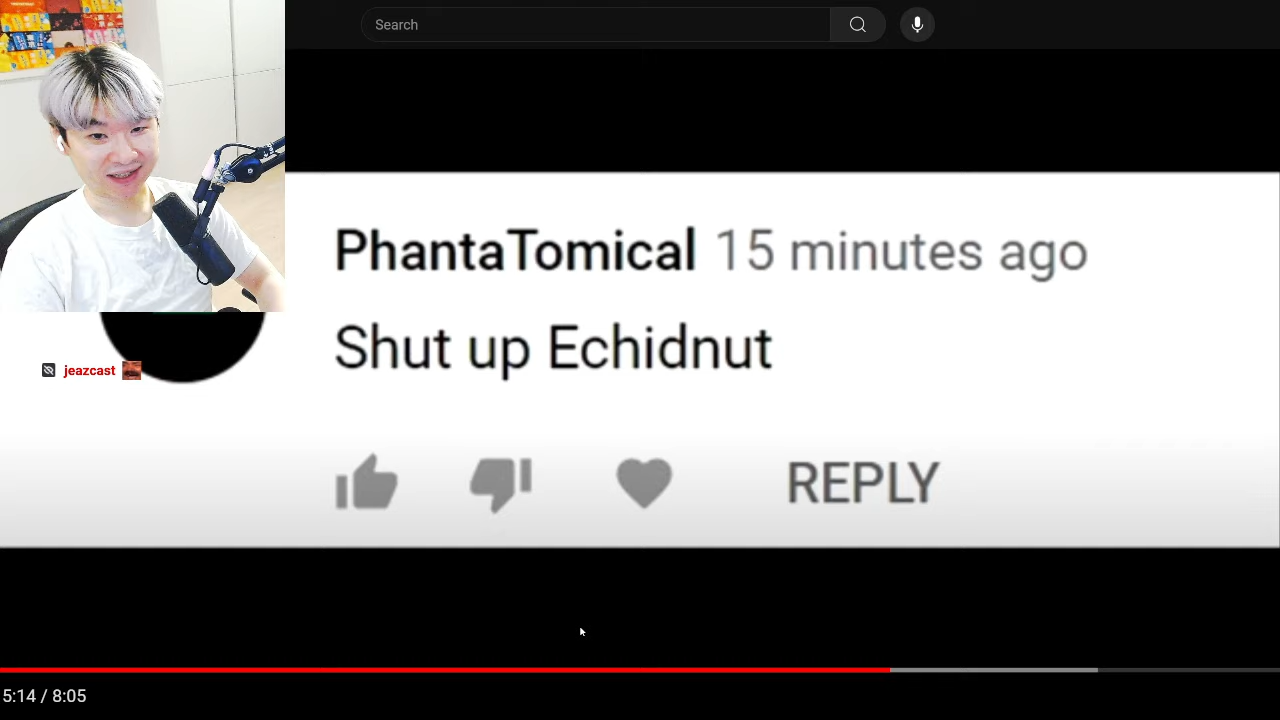 Search
PhantaTomical 15 minutes ago
Shut up Echidnut
jeazcast
REPLY
5:14 / 8:05